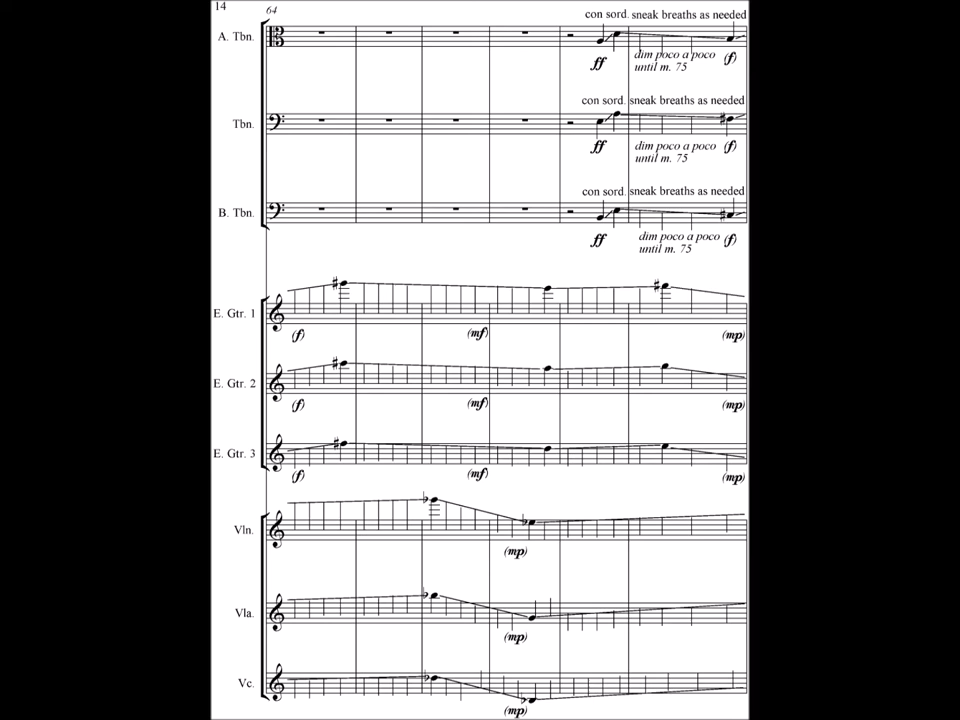 14
64
con sord. sneak breaths as needed
A. Tbn.
ff
dim poco a poco
until m. 75
(f)
con sord. sneak breaths as needed
Tbn.
ff
dim poco a poco
until m. 75
(f)
con sord. sneak breaths as needed
B. Tbn.
ff
dim poco a poco
until m. 75
(f)
E. Gtr. 1
(f)
(mf)
(mp)
E. Gtr. 2
(f)
(mf)
(mp)
E. Gtr. 3
(f)
(mf)
(mp)
Vln.
(mp)
Vla.
(mp)
Vc.
(mp)